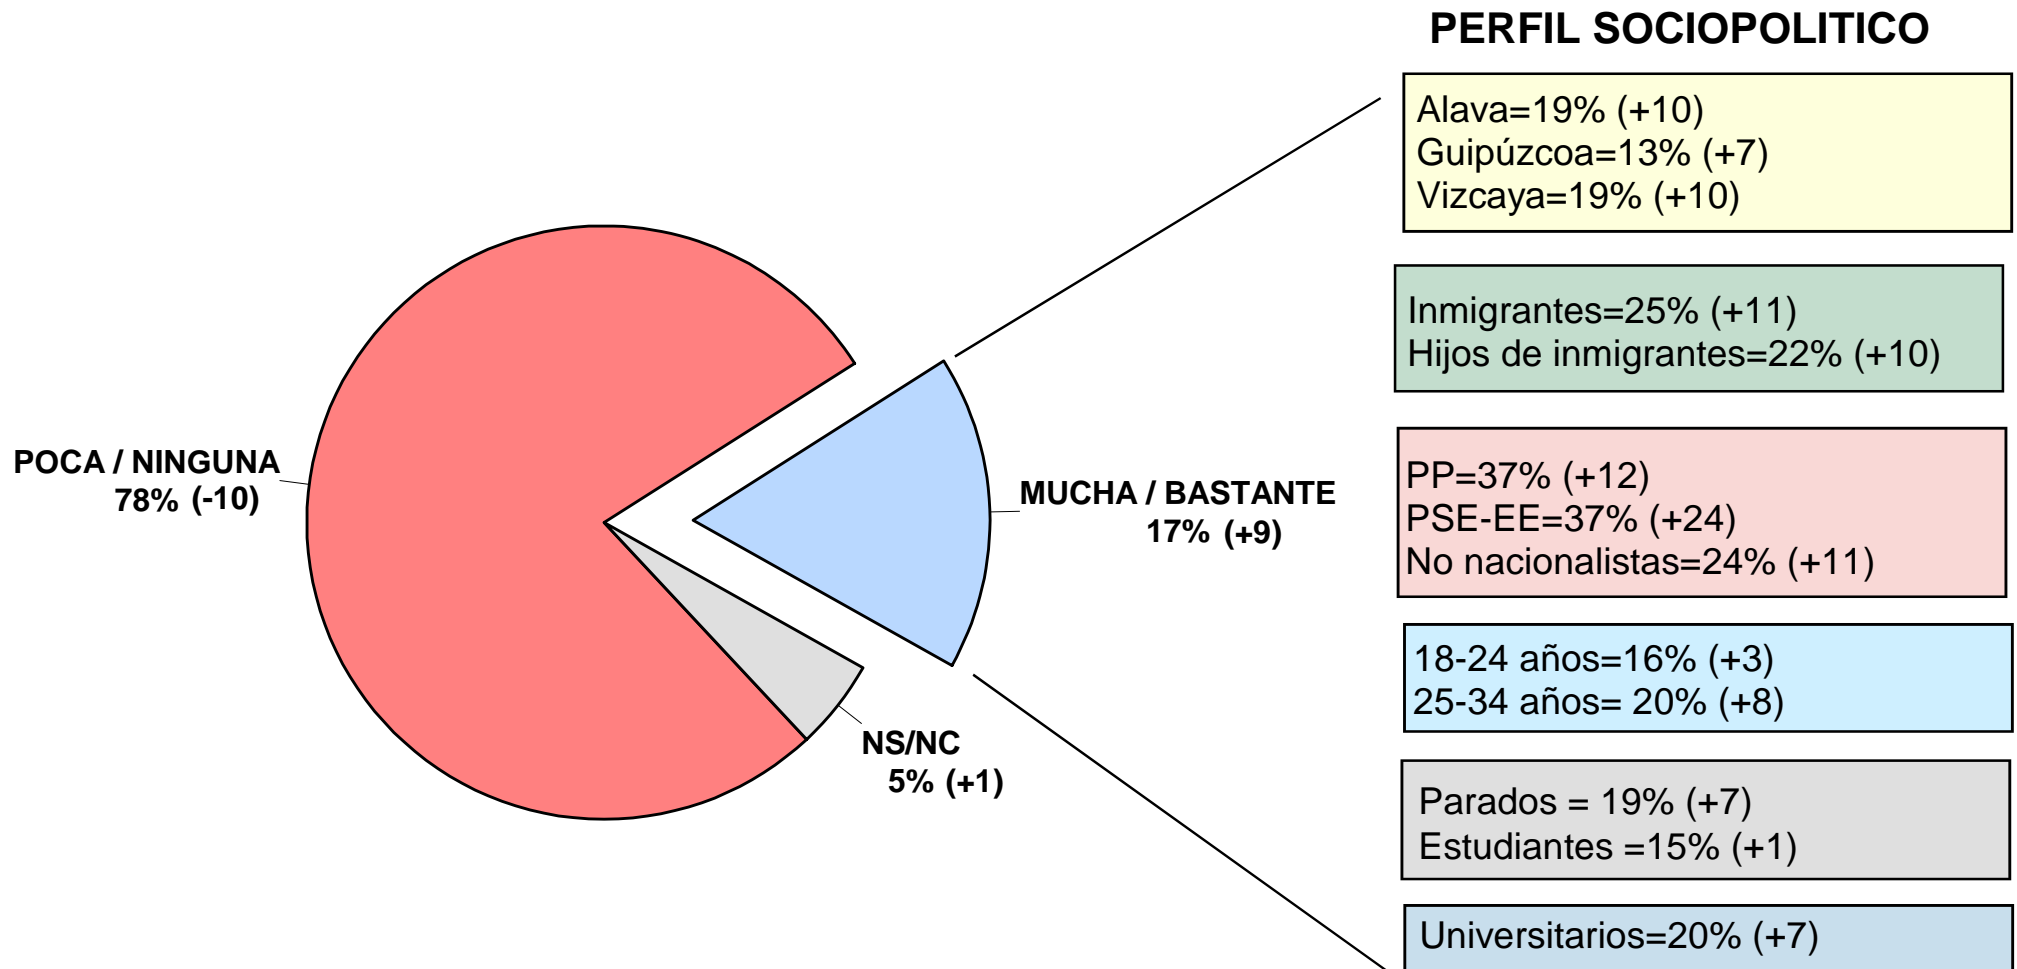 PERFIL SOCIOPOLITICO
Alava=19% (+10)
Guipúzcoa=13% (+7)
Vizcaya=19% (+10)
Inmigrantes=25% (+11)
Hijos de inmigrantes=22% (+10)
POCA / NINGUNA
78% (-10)
MUCHA / BASTANTE
17% (+9)
PP=37% (+12)
PSE-EE=37% (+24)
No nacionalistas=24% (+11)
18-24 años=16% (+3)
25-34 años= 20% (+8)
NS/NC
5% (+1)
Parados = 19% (+7)
Estudiantes =15% (+1)
Universitarios=20% (+7)